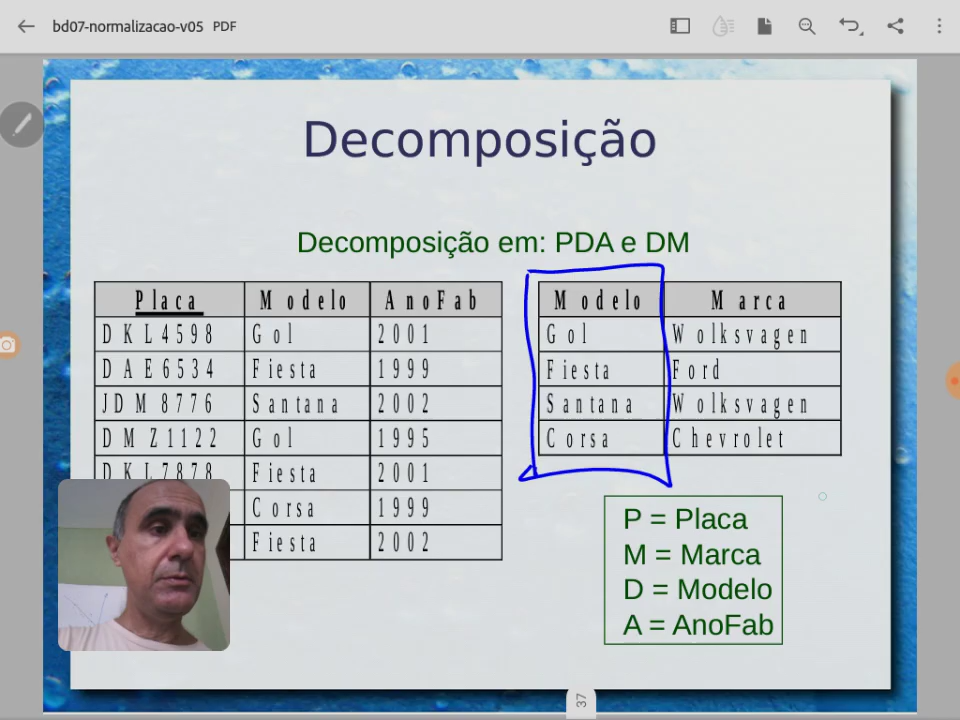 bd07-normalizacao-v05 PDF
Decomposição
Decomposição em: PDA e DM
Placa Modelo AnoFab
DKL4598 Gol 2001
DAE6534 Fiesta 1999
JDM8776 Santana 2002
DMZ1122 Gol 1995
DKL7878 Fiesta 2001
Corsa 1999
Fiesta 2002
Modelo Marca
Gol Wolksvagen
Fiesta Ford
Santana Wolksvagen
Corsa Chevrolet
P = Placa
M = Marca
D = Modelo
A = AnoFab
37